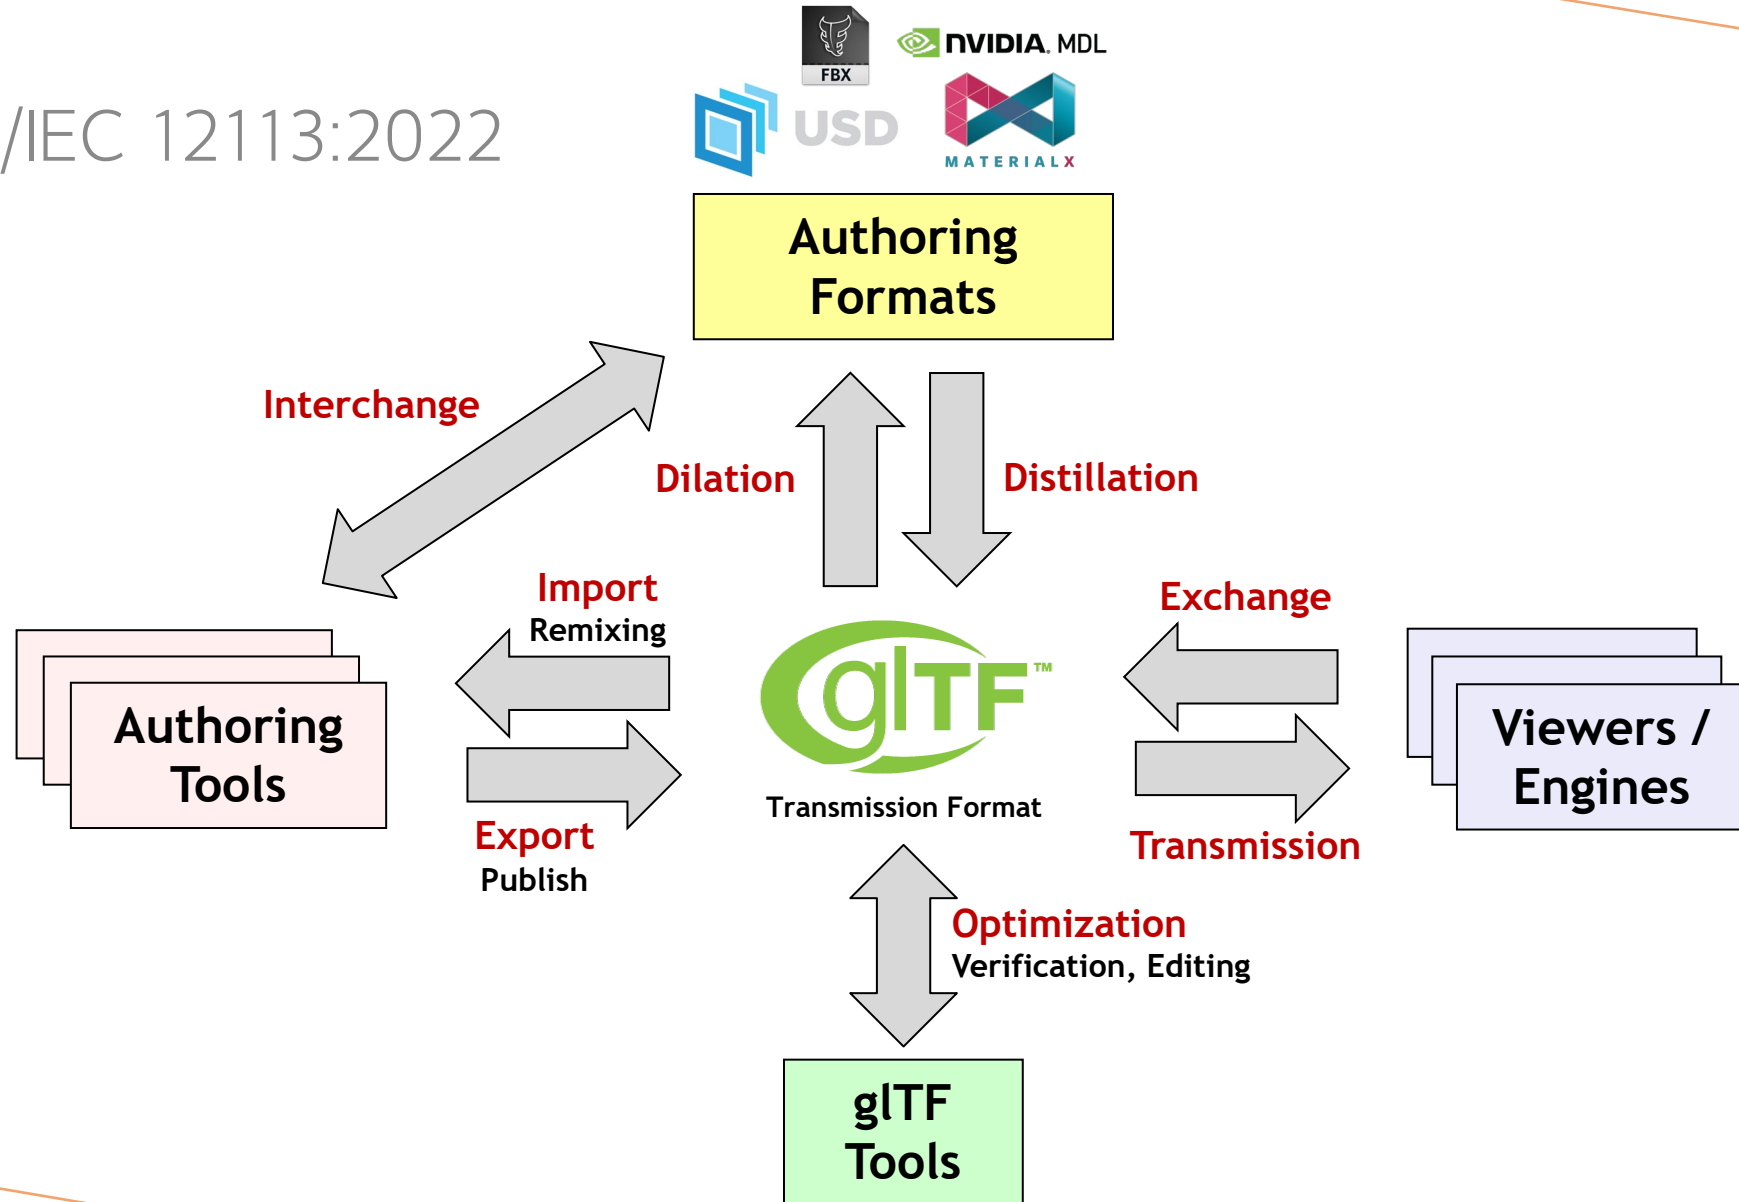 FBX
NVIDIA. MDL
/IEC 12113:2022
USD
MATERIALX
Authoring
Formats
Interchange
Dilation
Distillation
Import
Remixing
Exchange
Authoring
Tools
glTF™
Viewers /
Engines
Transmission Format
Export
Publish
Transmission
Optimization
Verification, Editing
glTF
Tools